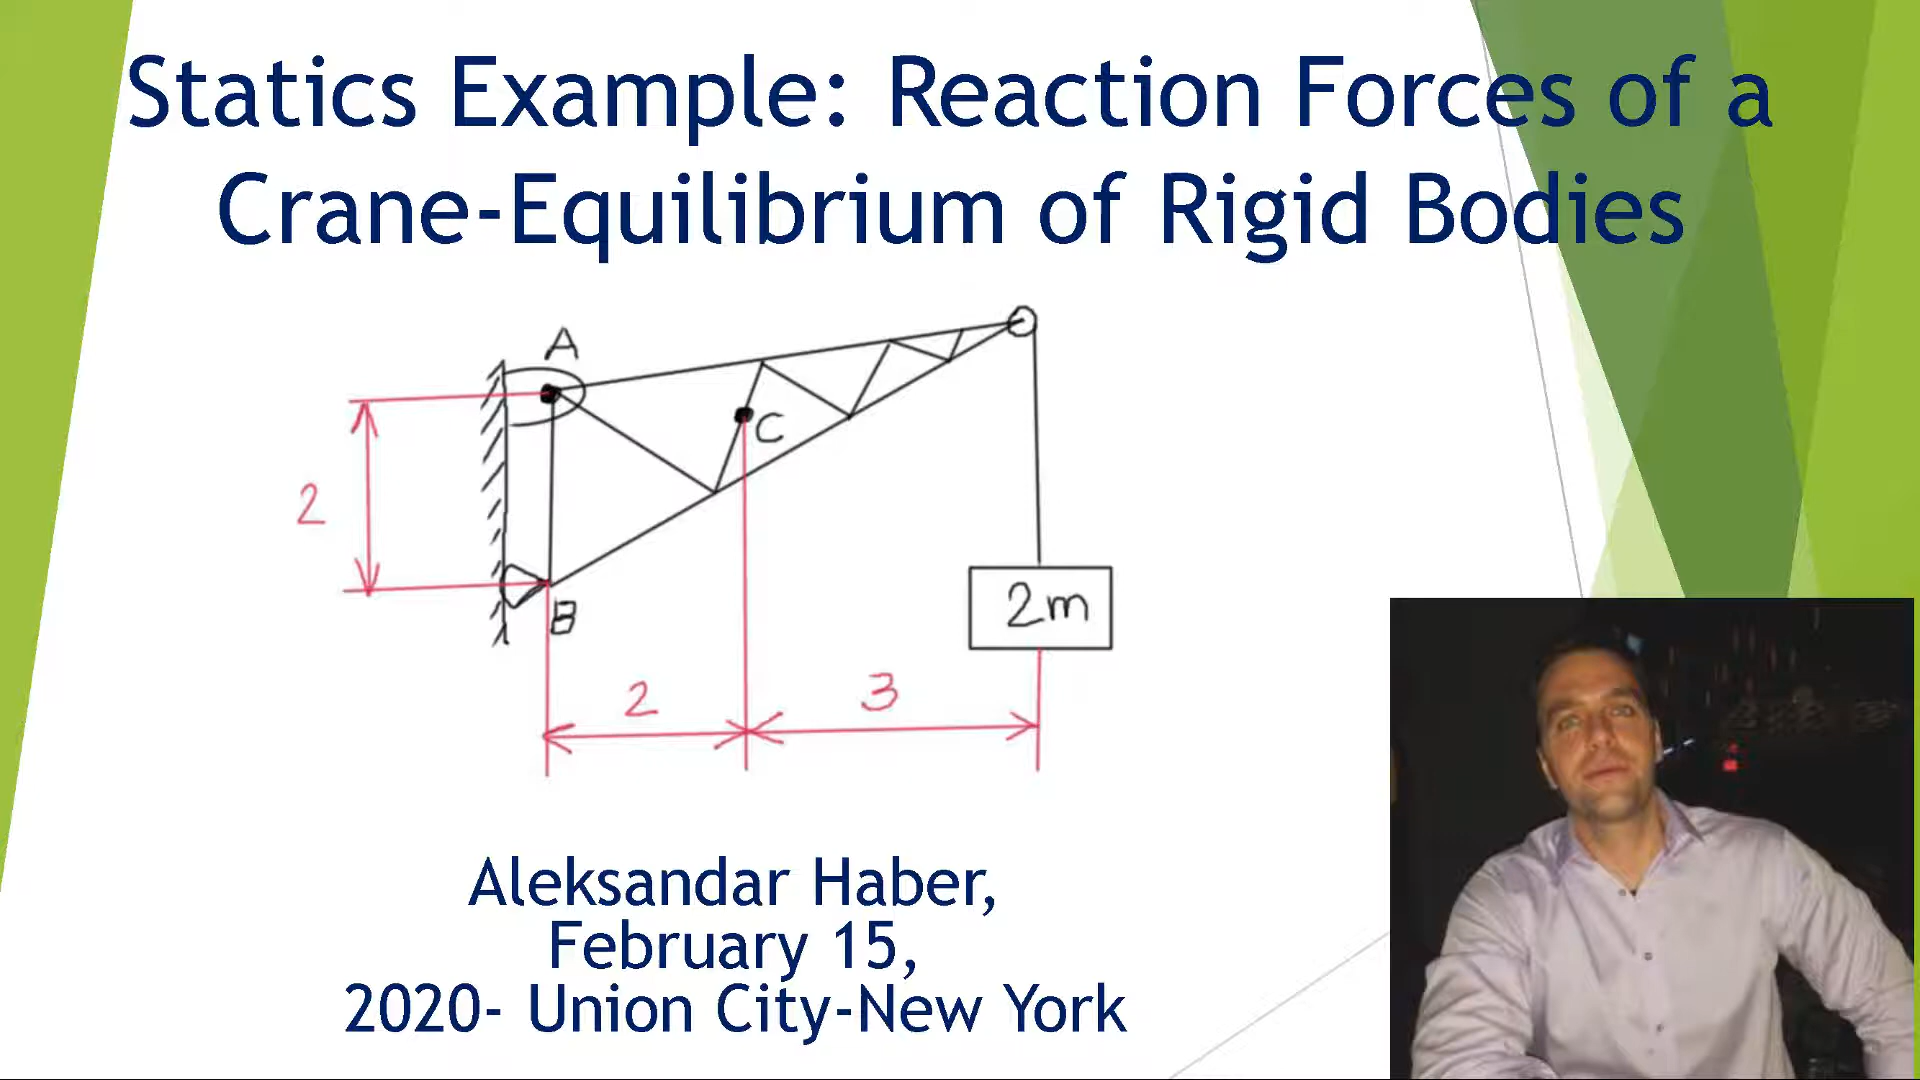 Statics Example: Reaction Forces of a
Crane-Equilibrium of Rigid Bodies
A
C
2
B
2m
2
3
Aleksandar Haber,
February 15,
2020- Union City-New York